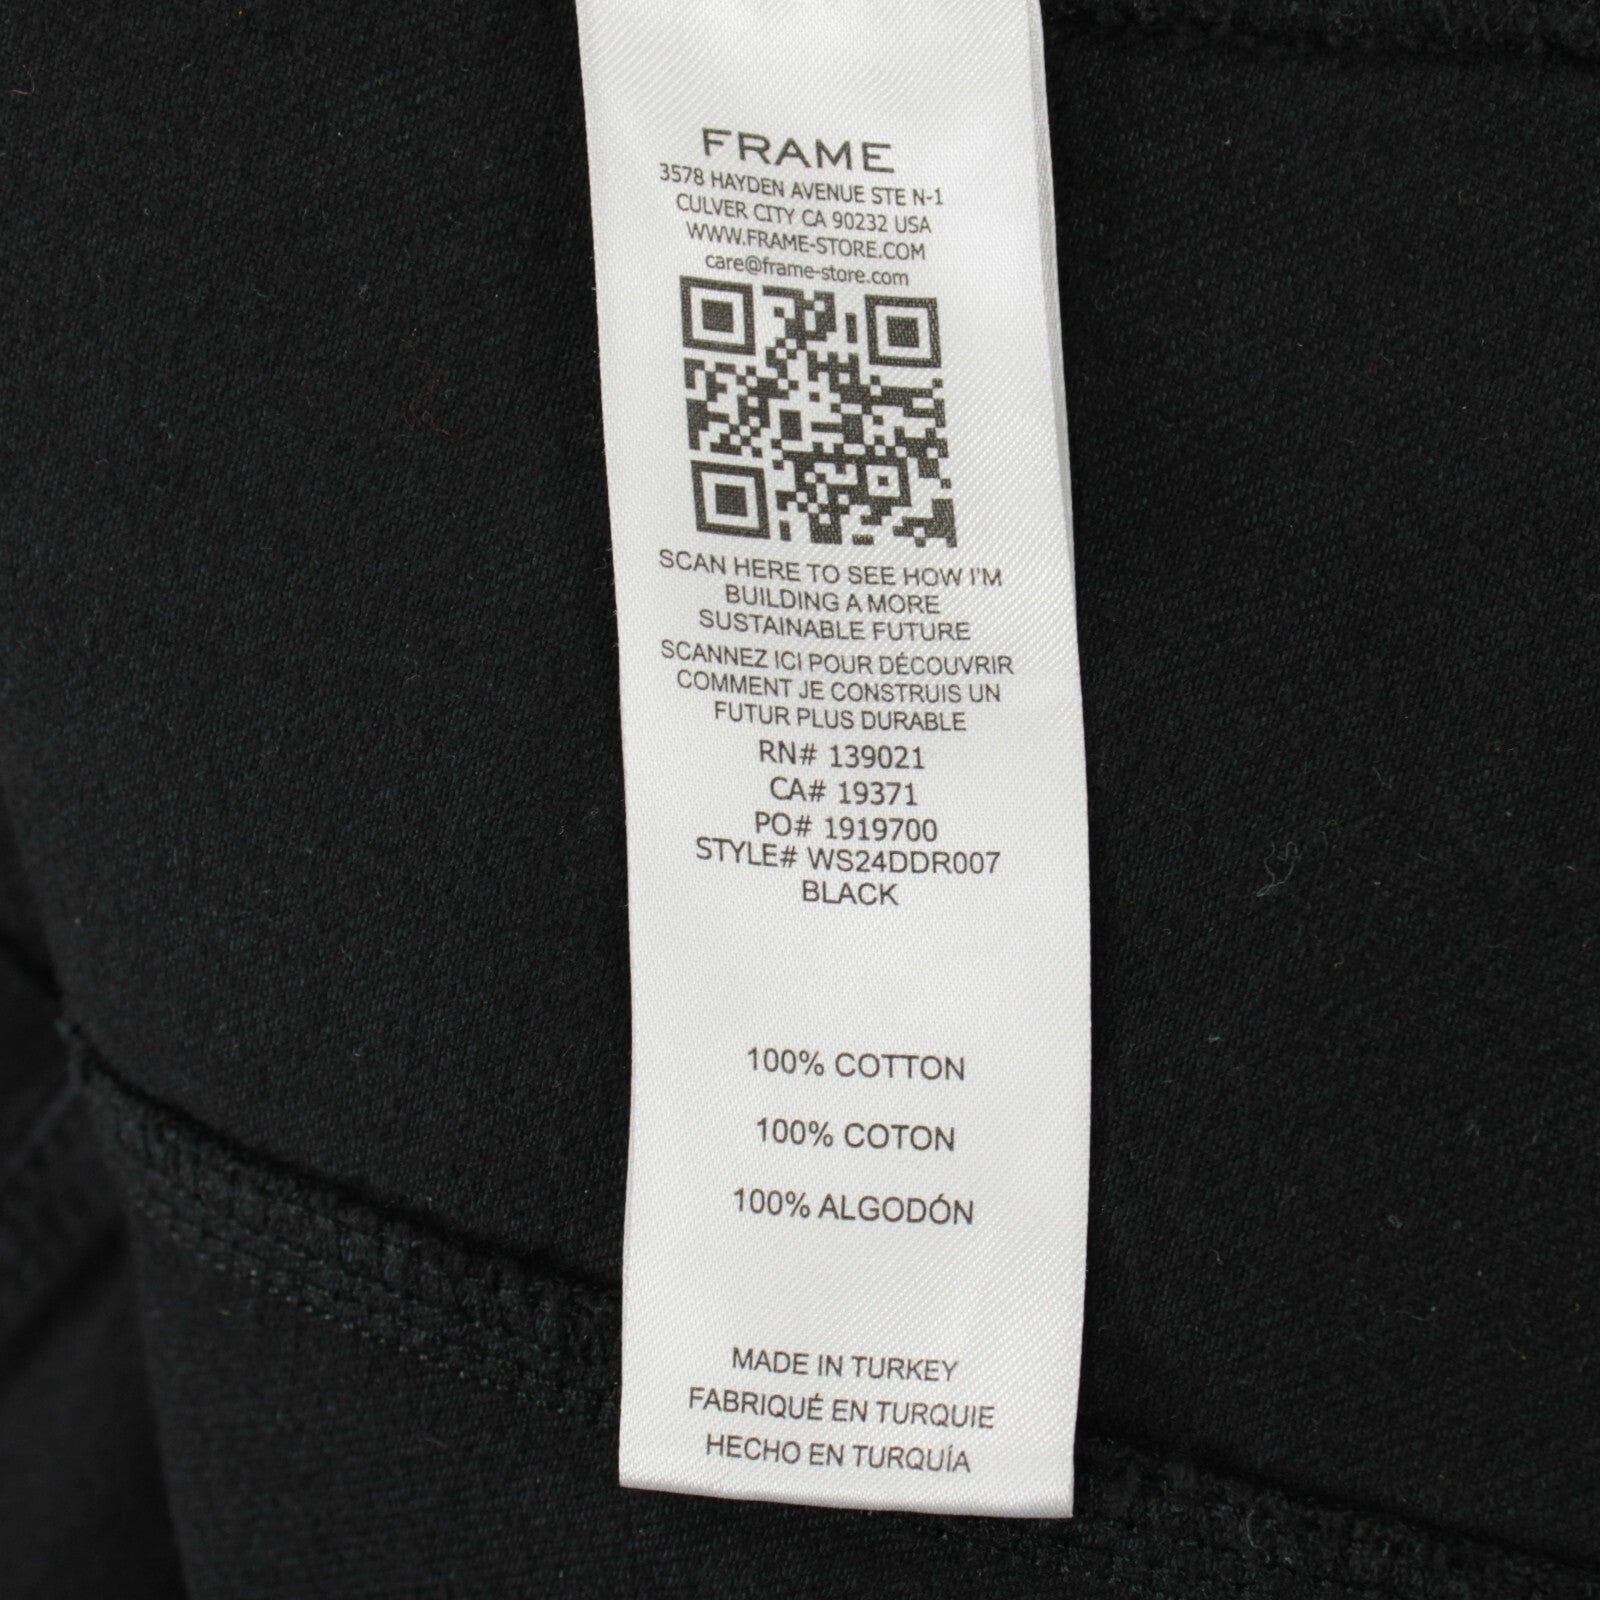 FRAME
3578 HAYDEN AVENUE STE N-1
CULVER CITY CA 90232 USA
WWW.FRAME-STORE.COM
care@frame-store.com
SCAN HERE TO SEE HOW I'M
BUILDING A MORE
SUSTAINABLE FUTURE
SCANNEZ ICI POUR DÉCOUVRIR
COMMENT JE CONSTRUIS UN
FUTUR PLUS DURABLE
RN# 139021
CA# 19371
PO# 1919700
STYLE# WS24DDR007
BLACK
100% COTTON
100% COTON
100% ALGODÓN
MADE IN TURKEY
FABRIQUÉ EN TURQUIE
HECHO EN TURQUÍA